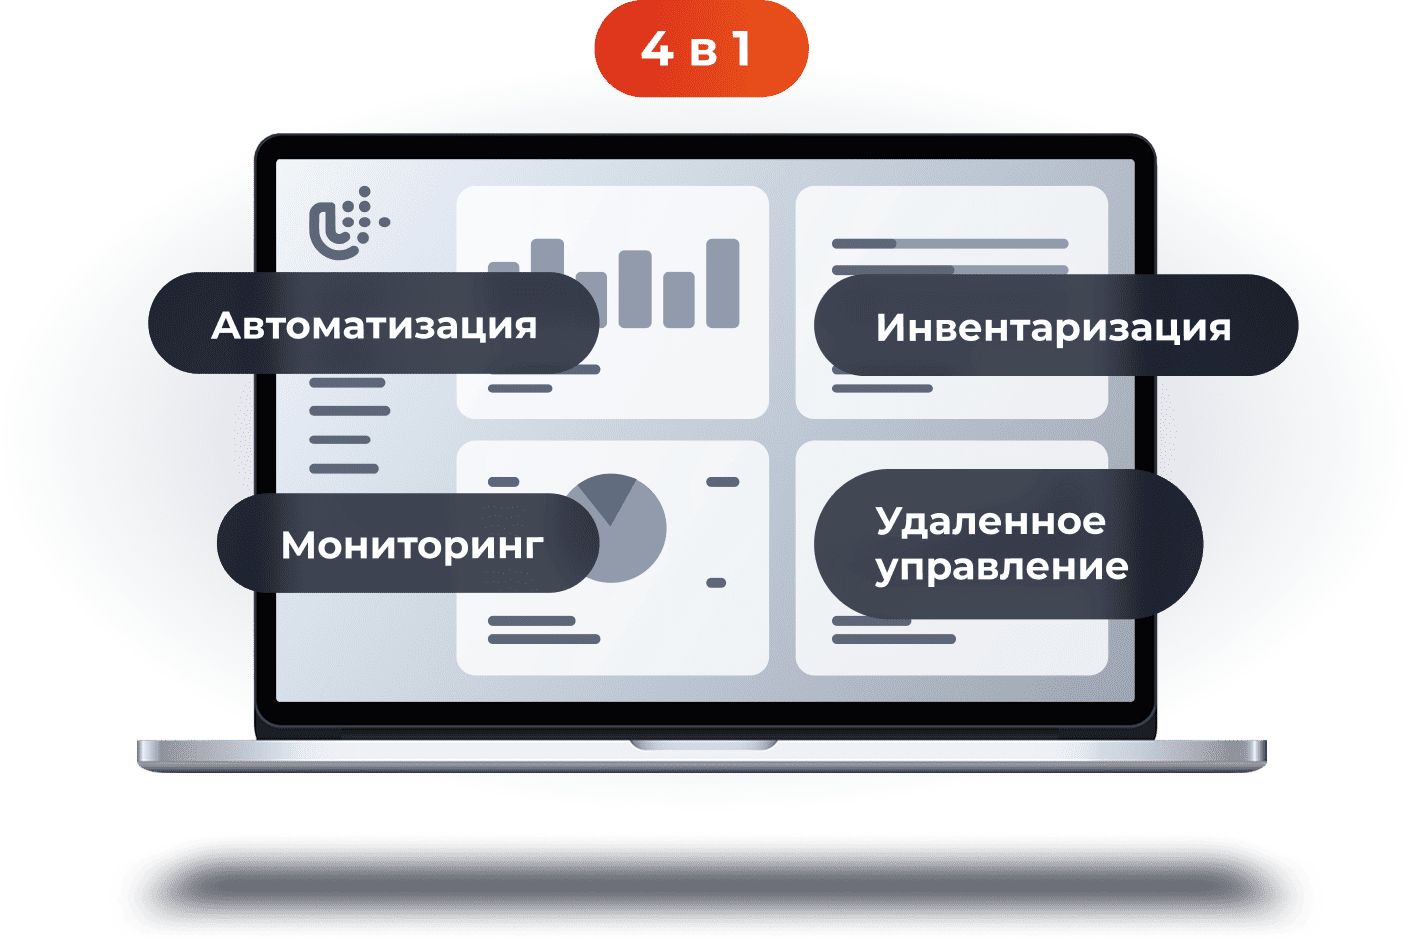 4 в 1
Автоматизация
Инвентаризация
Мониторинг
Удаленное
управление